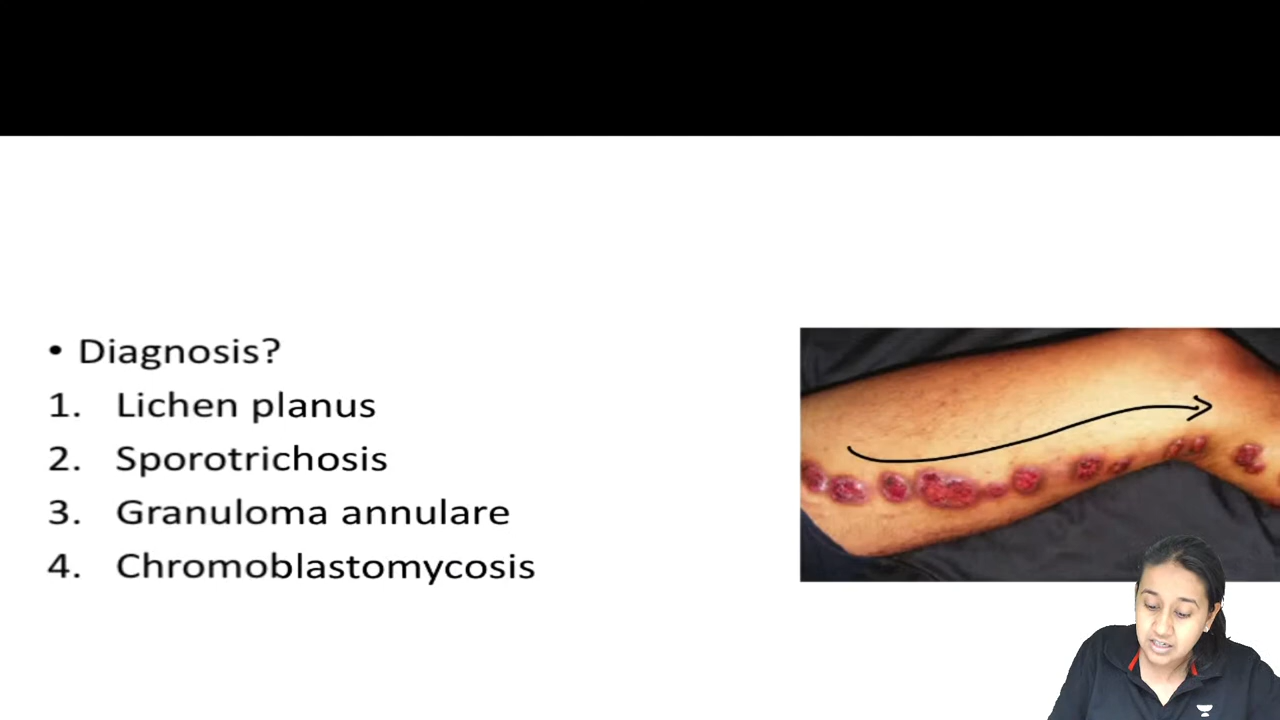 • Diagnosis?
1. Lichen planus
2. Sporotrichosis
3. Granuloma annulare
4. Chromoblastomycosis